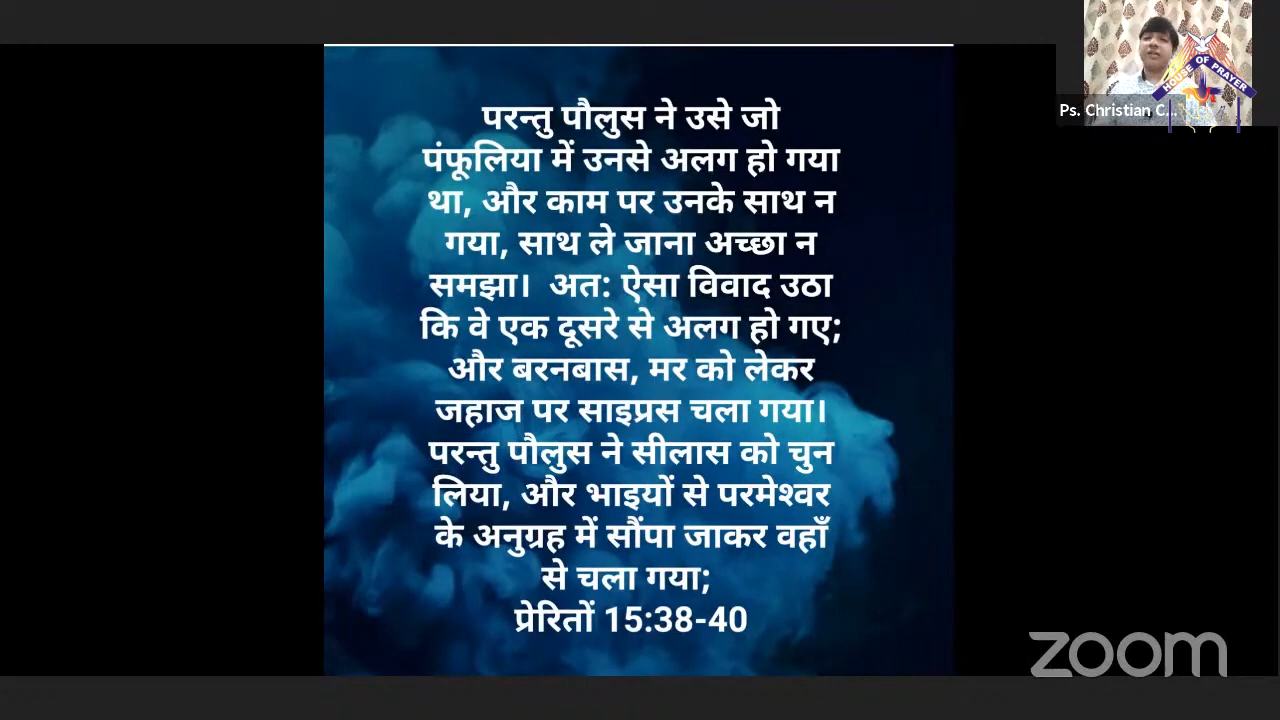 परन्तु पौलुस ने उसे जो
पंफूलिया में उनसे अलग हो गया
था, और काम पर उनके साथ न
गया, साथ ले जाना अच्छा न
समझा। अत: ऐसा विवाद उठा
कि वे एक दूसरे से अलग हो गए;
और बरनबास, मर को लेकर
जहाज पर साइप्रस चला गया।
परन्तु पौलुस ने सीलास को चुन
लिया, और भाइयों से परमेश्वर
के अनुग्रह में सौंपा जाकर वहाँ
से चला गया;
प्रेरितों 15:38-40
HOUSE OF PRAYER
Ps. Christian C...
zoom